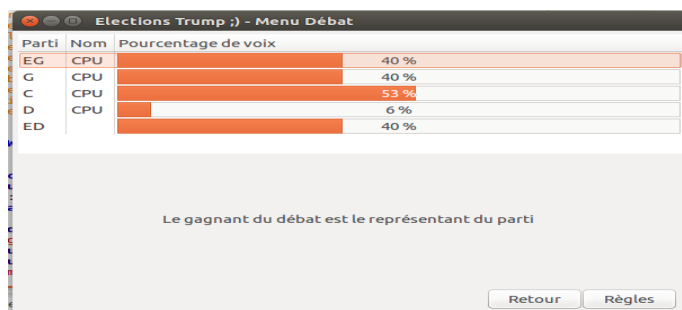 Elections Trump ;) - Menu Débat
Parti Nom Pourcentage de voix
EG CPU 40 %
G CPU 40 %
C CPU 53 %
D CPU 6 %
ED 40 %
Le gagnant du débat est le représentant du parti
Retour Règles